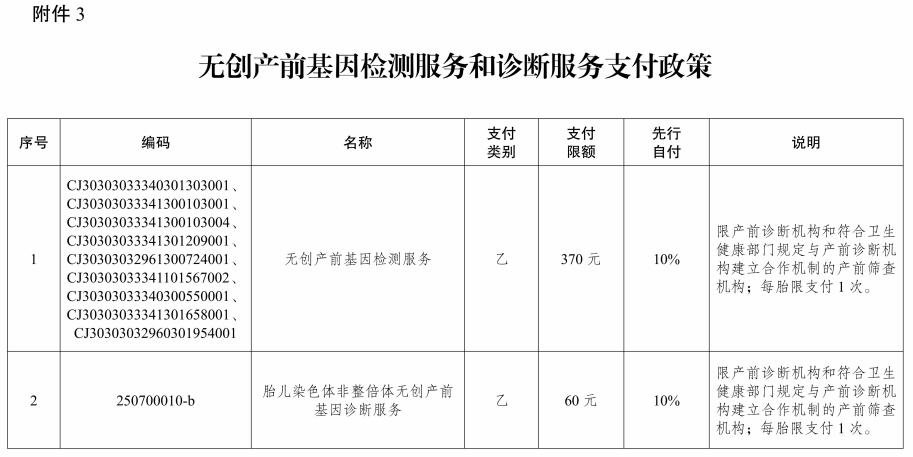 附件 3
无创产前基因检测服务和诊断服务支付政策
序号 编码 名称 支付类别 支付限额 先行自付 说明
1
CJ30303033340301303001、
CJ30303033341300103001、
CJ30303033341300103004、
CJ30303033341301209001、
CJ30303032961300724001、
CJ30303033341101567002、
CJ30303033340300550001、
CJ30303033341301658001、
CJ30303032960301954001
无创产前基因检测服务
乙
370 元
10%
限产前诊断机构和符合卫生
健康部门规定与产前诊断机
构建立合作机制的产前筛查
机构；每胎限支付 1 次。
2
250700010-b
胎儿染色体非整倍体无创产前
基因诊断服务
乙
60 元
10%
限产前诊断机构和符合卫生
健康部门规定与产前诊断机
构建立合作机制的产前筛查
机构；每胎限支付 1 次。